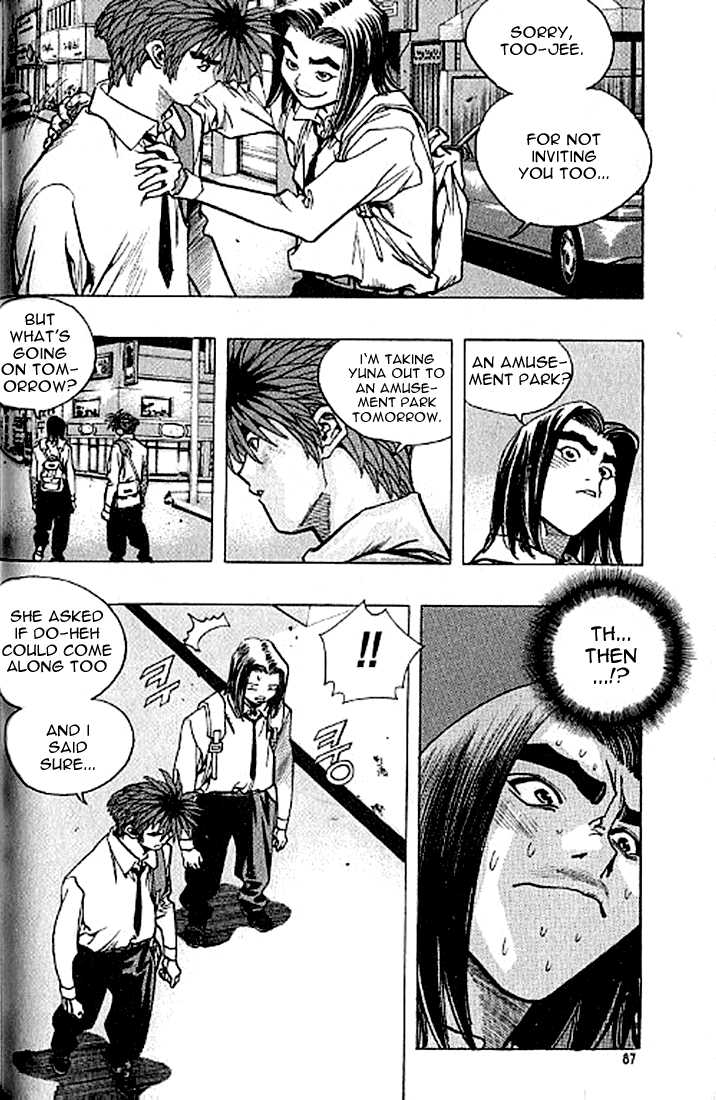 SORRY,
TOO-JEE.
FOR NOT
INVITING
YOU TOO...
BUT
WHAT'S
GOING
ON TOM-
ORROW?
I'M TAKING
YUNA OUT TO
AN AMUSE-
MENT PARK
TOMORROW.
AN AMUSE-
MENT PARK?
SHE ASKED
IF DO-HEH
COULD COME
ALONG TOO
AND I
SAID
SURE...
!!
쿵
TH...
THEN
...!?
87